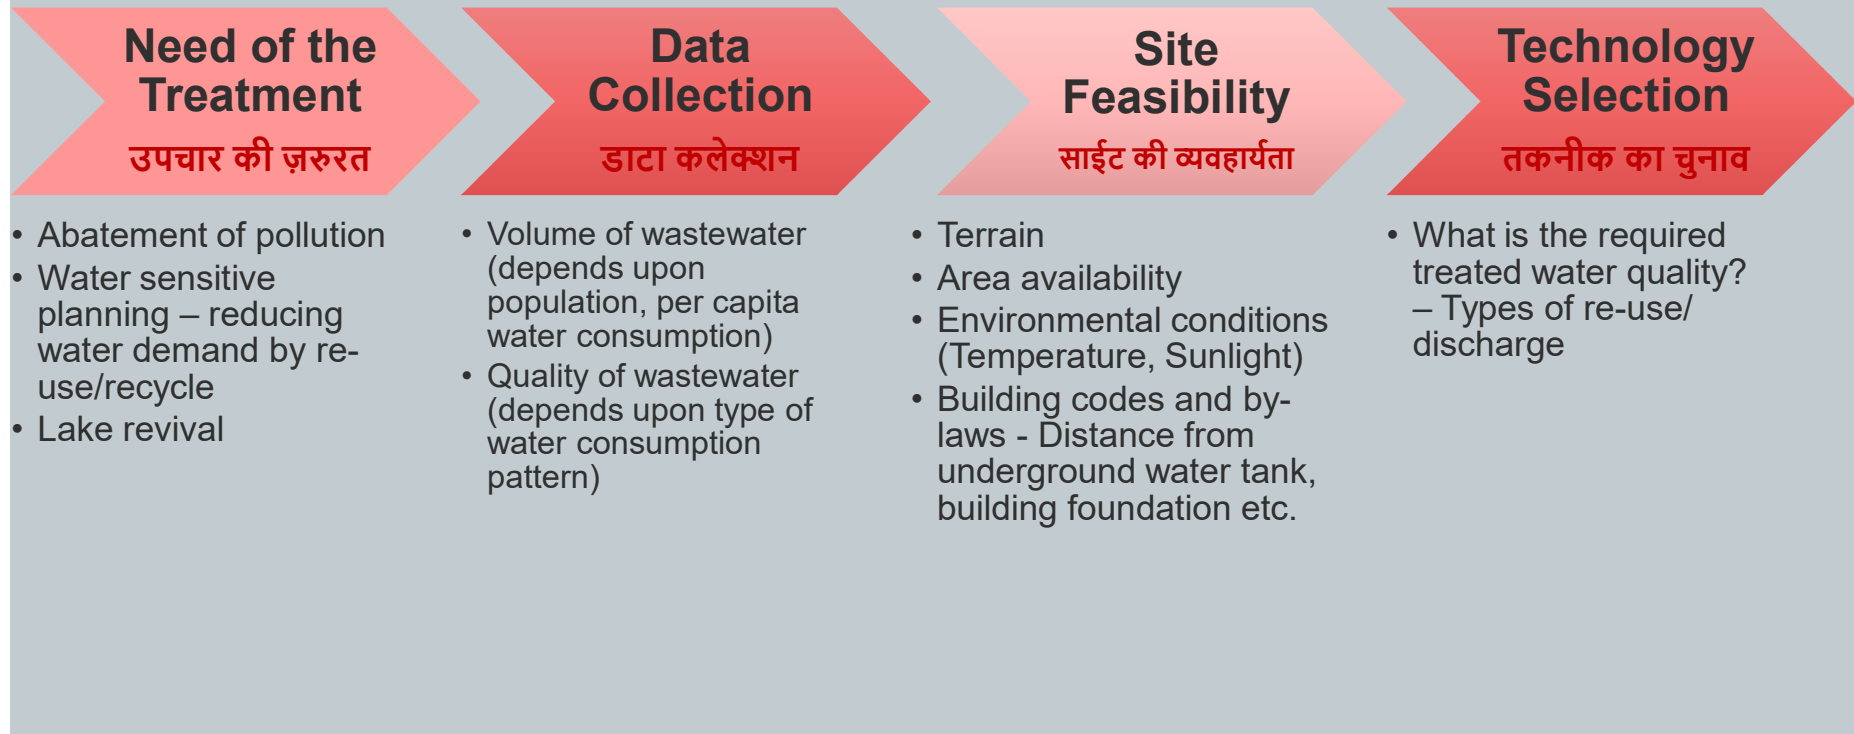 Need of the
Treatment
उपचार की ज़रुरत
• Abatement of pollution
• Water sensitive
planning – reducing
water demand by re-
use/recycle
• Lake revival
Data
Collection
डाटा कलेक्शन
• Volume of wastewater
(depends upon
population, per capita
water consumption)
• Quality of wastewater
(depends upon type of
water consumption
pattern)
Site
Feasibility
साईट की व्यवहार्यता
• Terrain
• Area availability
• Environmental conditions
(Temperature, Sunlight)
• Building codes and by-
laws - Distance from
underground water tank,
building foundation etc.
Technology
Selection
तकनीक का चुनाव
• What is the required
treated water quality?
– Types of re-use/
discharge